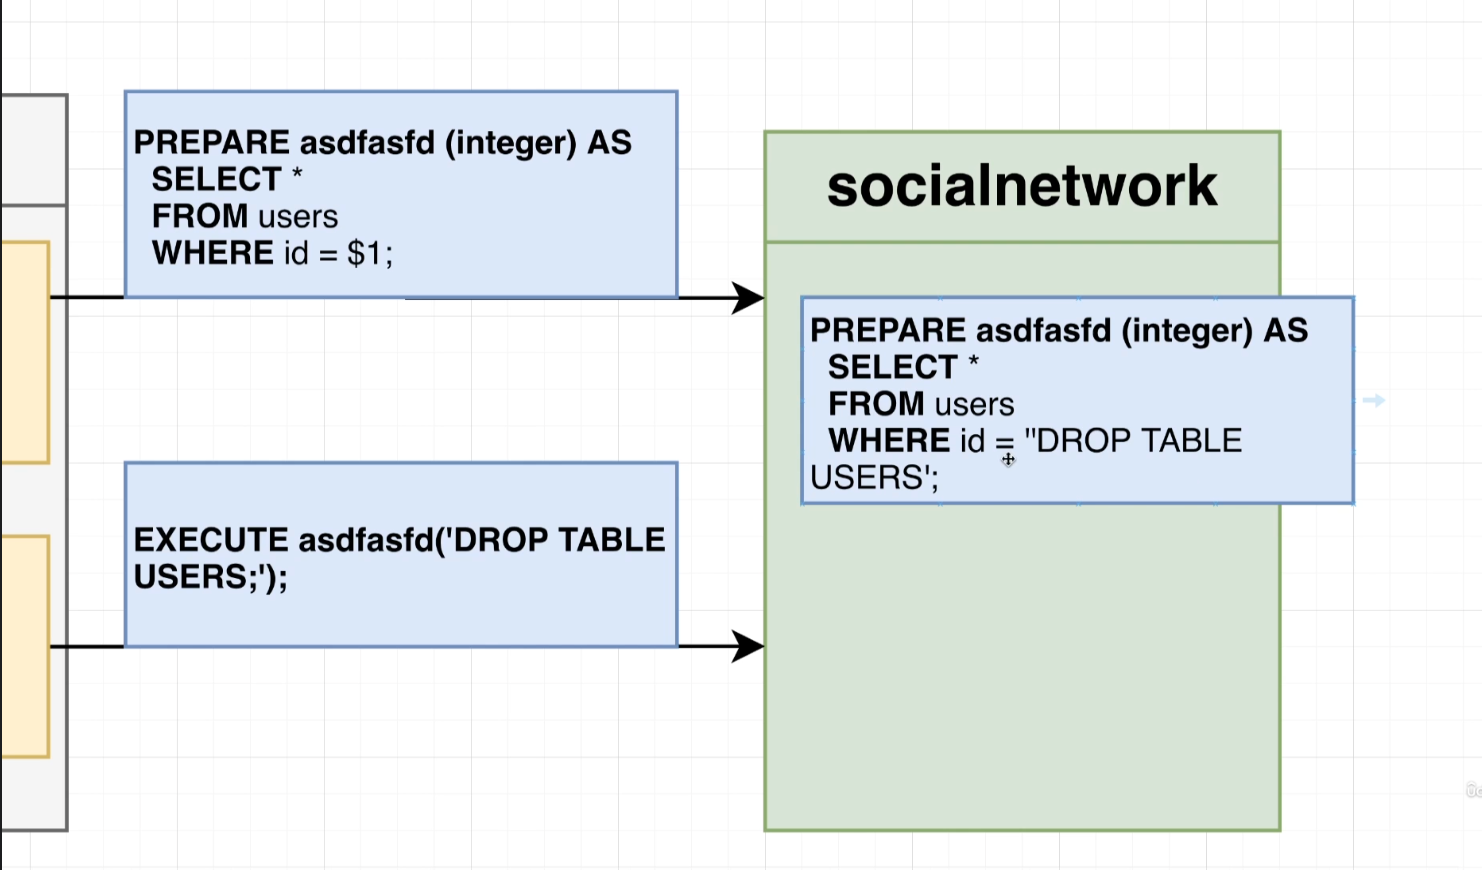 PREPARE asdfasfd (integer) AS
SELECT *
FROM users
WHERE id = $1;
EXECUTE asdfasfd('DROP TABLE
USERS;');
socialnetwork
PREPARE asdfasfd (integer) AS
SELECT *
FROM users
WHERE id = "DROP TABLE
USERS';